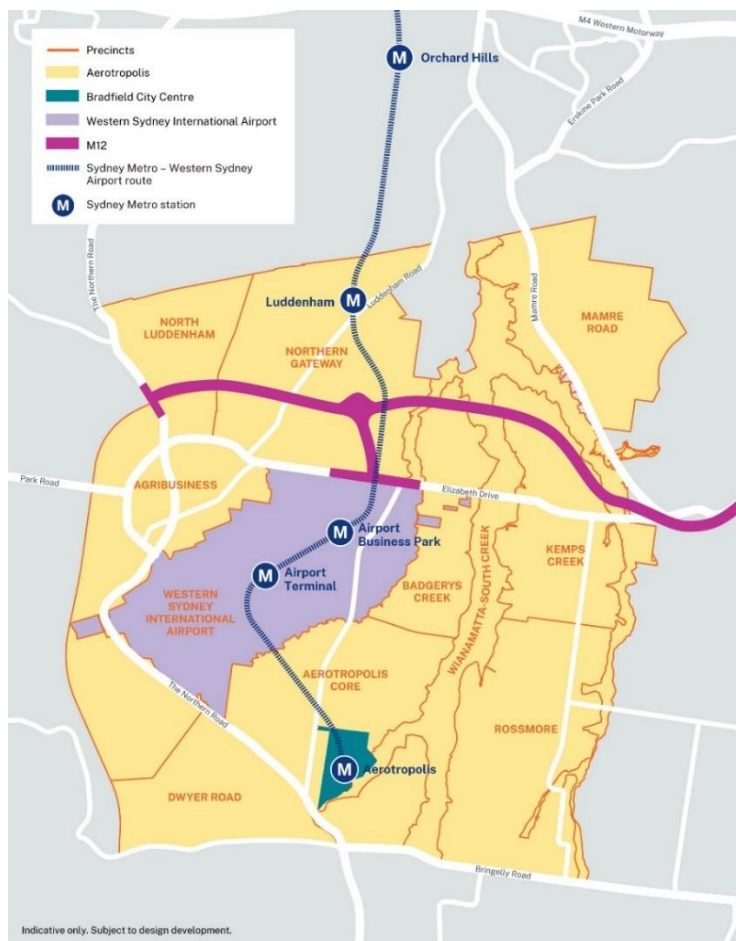 M4 Western Motorway
Precincts
Aerotropolis
Bradfield City Centre
Western Sydney International Airport
M12
Sydney Metro – Western Sydney
Airport route
M
Sydney Metro station
M
Orchard Hills
Erskine Park Road
The Northern Road
Luddenham
M
Luddenham Road
Mamre Road
MAMRE
ROAD
NORTH
LUDDENHAM
NORTHERN
GATEWAY
Park Road
AGRIBUSINESS
Elizabeth Drive
M
Airport
Business Park
M
Airport
Terminal
KEMPS
CREEK
BADGERYS
CREEK
WIANAMATTA-SOUTH CREEK
WESTERN
SYDNEY
INTERNATIONAL
AIRPORT
AEROTROPOLIS
CORE
The Northern Road
ROSSMORE
M
Aerotropolis
DWYER ROAD
Bringelly Road
Indicative only. Subject to design development.